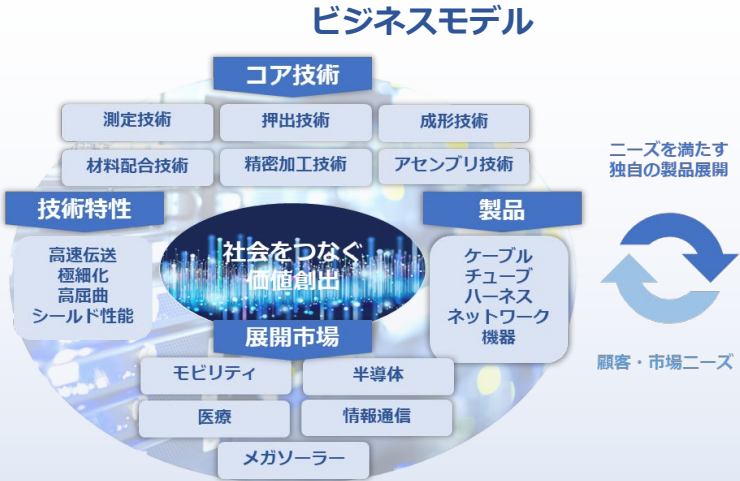 ビジネスモデル
コア技術
測定技術
押出技術
成形技術
材料配合技術
精密加工技術
アセンブリ技術
技術特性
高速伝送
極細化
高屈曲
シールド性能
社会をつなぐ
価値創出
製品
ケーブル
チューブ
ハーネス
ネットワーク
機器
展開市場
モビリティ
半導体
医療
情報通信
メガソーラー
ニーズを満たす
独自の製品展開
顧客・市場ニーズ